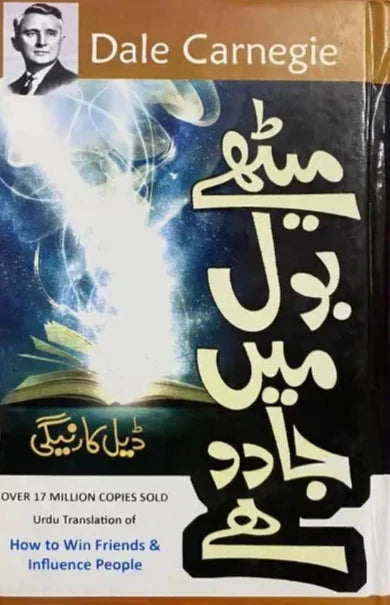 Dale Carnegie
میٹھے
بول
میں
جادو
ھے
ڈیل کارنیگی
OVER 17 MILLION COPIES SOLD
Urdu Translation of
How to Win Friends &
Influence People